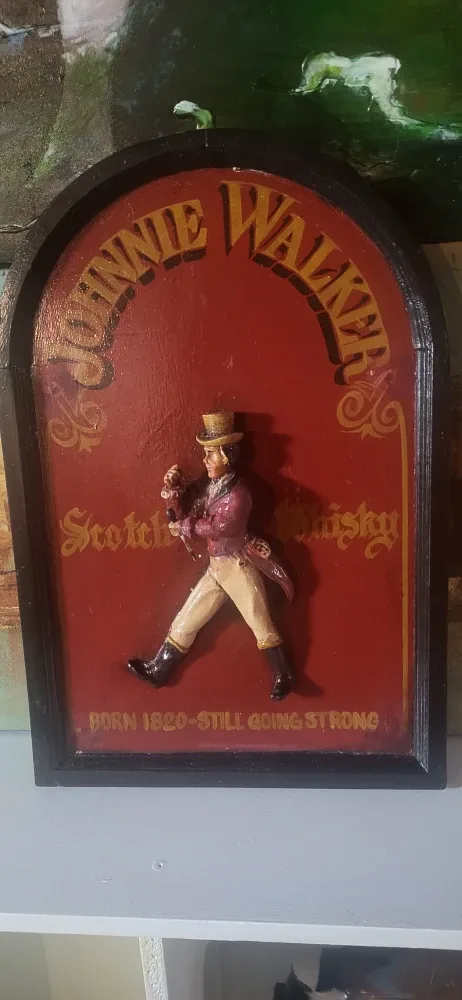 JOHNNIE WALKER
Scotch Whisky
BORN 1820-STILL GOING STRONG